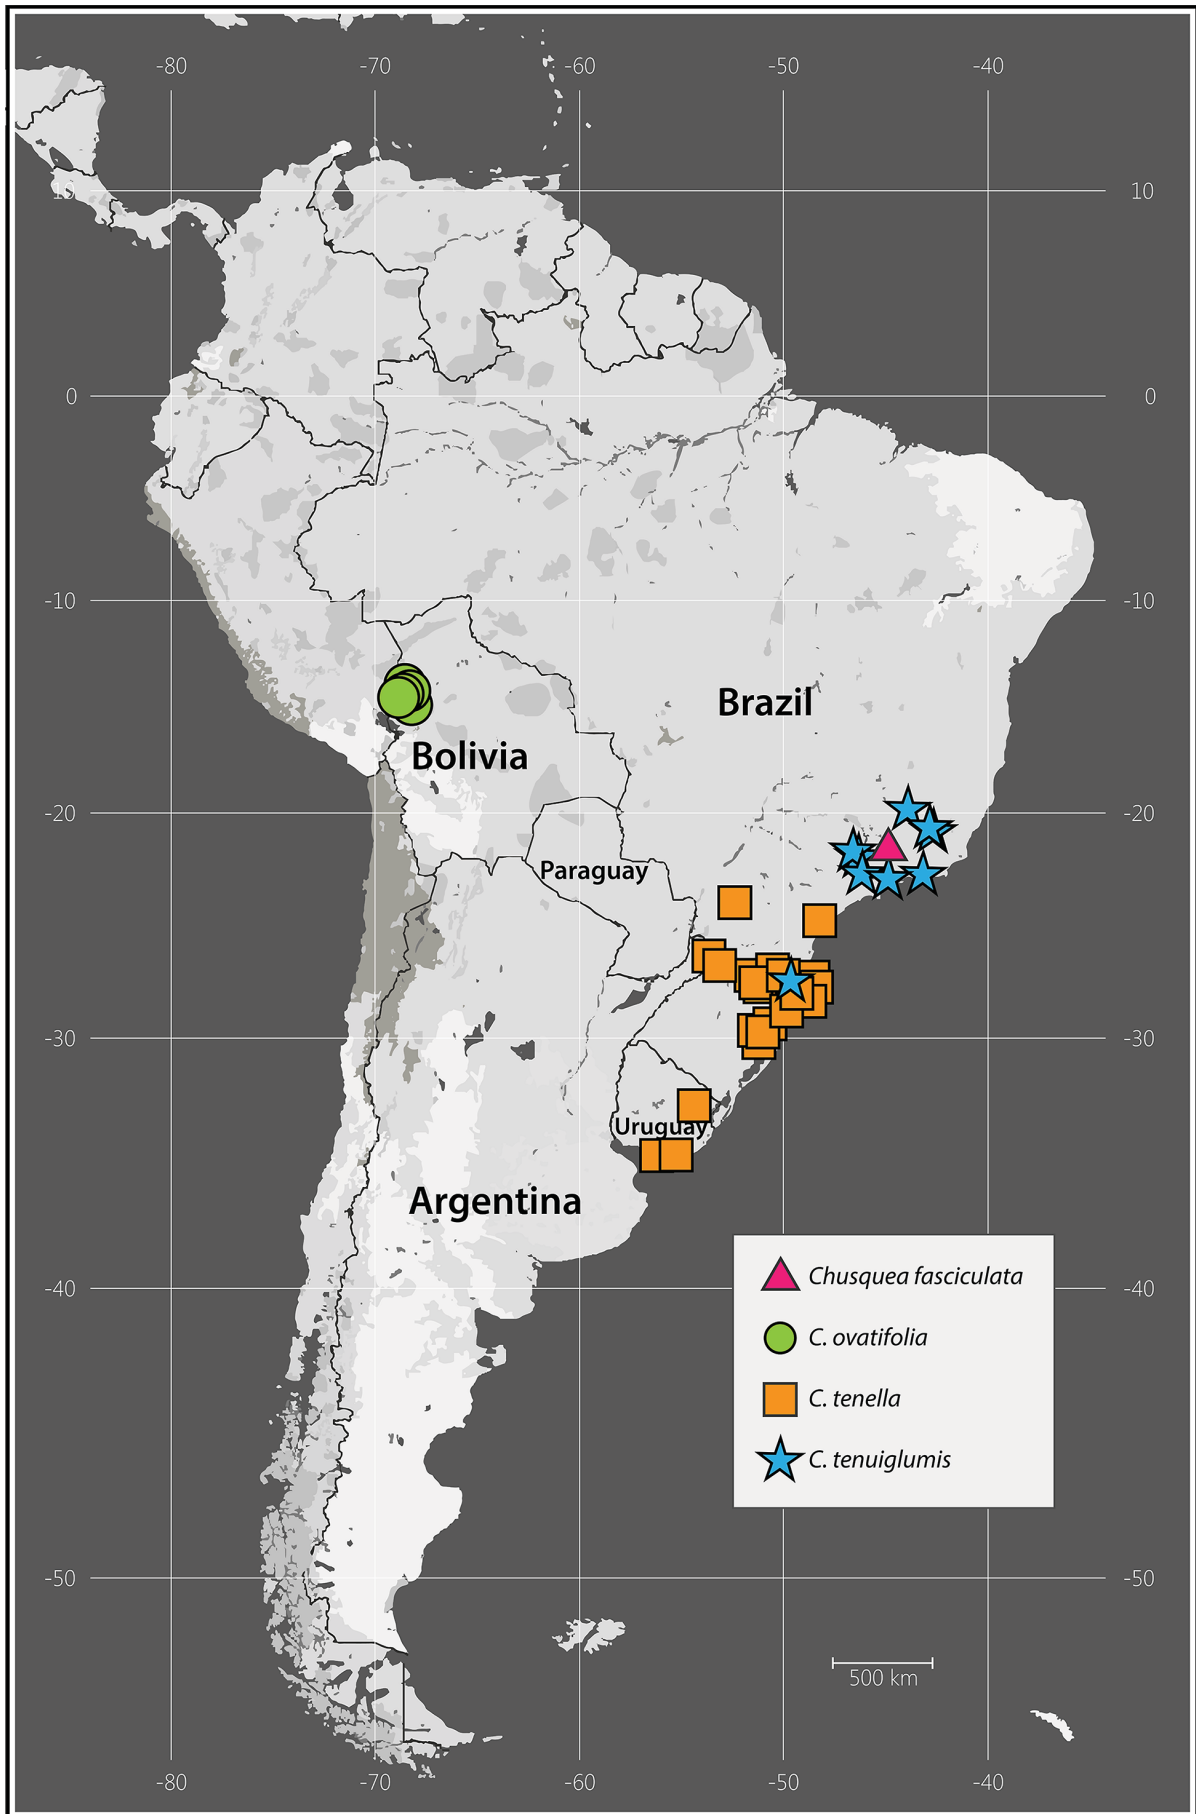 -80 -70 -60 -50 -40
10 10
0 0
-10 -10
Brazil
Bolivia
-20 -20
Paraguay
-30 -30
Uruguay
Argentina
Chusquea fasciculata
-40 -40
C. ovatifolia
C. tenella
C. tenuiglumis
-50 -50
500 km
-80 -70 -60 -50 -40